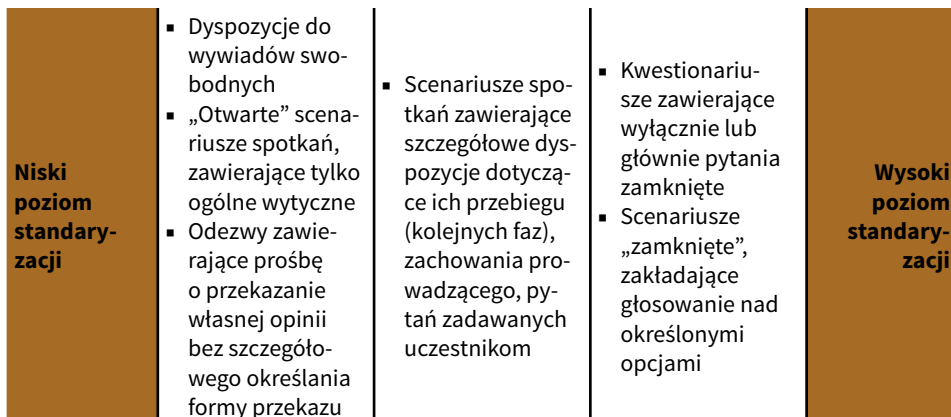 Niski
poziom
standary-
zacji
▪ Dyspozycje do
wywiadów swo-
bodnych
▪ „Otwarte” scena-
riusze spotkań,
zawierające tylko
ogólne wytyczne
▪ Odezwy zawie-
rające prośbę
o przekazanie
własnej opinii
bez szczegóło-
wego określania
formy przekazu
▪ Scenariusze spo-
tkań zawierające
szczegółowe dys-
pozycje dotyczą-
ce ich przebiegu
(kolejnych faz),
zachowania pro-
wadzącego, py-
tań zadawanych
uczestnikom
▪ Kwestionariu-
sze zawierające
wyłącznie lub
głównie pytania
zamknięte
▪ Scenariusze
„zamknięte”,
zakładające
głosowanie nad
określonymi
opcjami
Wysoki
poziom
standary-
zacji